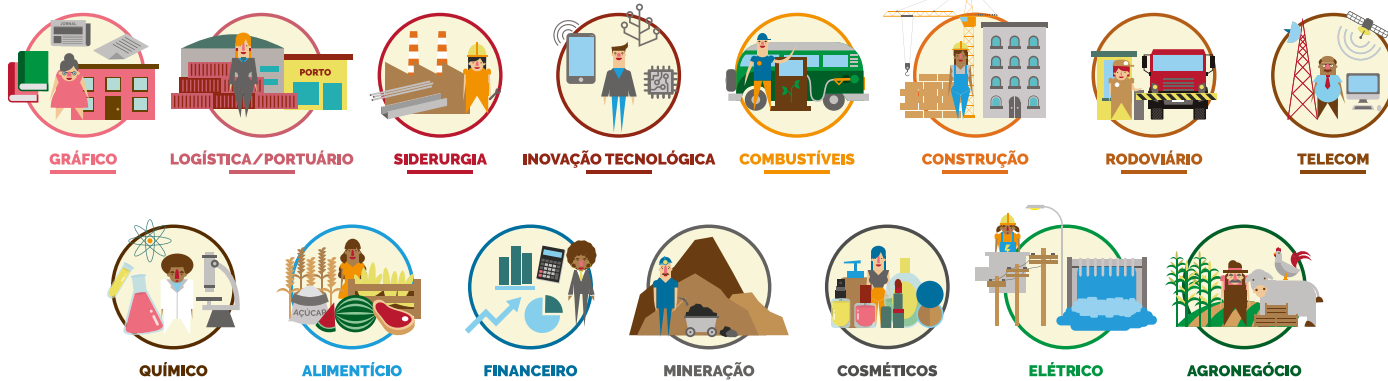 JORNAL
PORTO
GRÁFICO
LOGÍSTICA/PORTUÁRIO
SIDERURGIA
INOVAÇÃO TECNOLÓGICA
COMBUSTÍVEIS
CONSTRUÇÃO
RODOVIÁRIO
TELECOM
AÇÚCAR
QUÍMICO
ALIMENTÍCIO
FINANCEIRO
MINERAÇÃO
COSMÉTICOS
ELÉTRICO
AGRONEGÓCIO